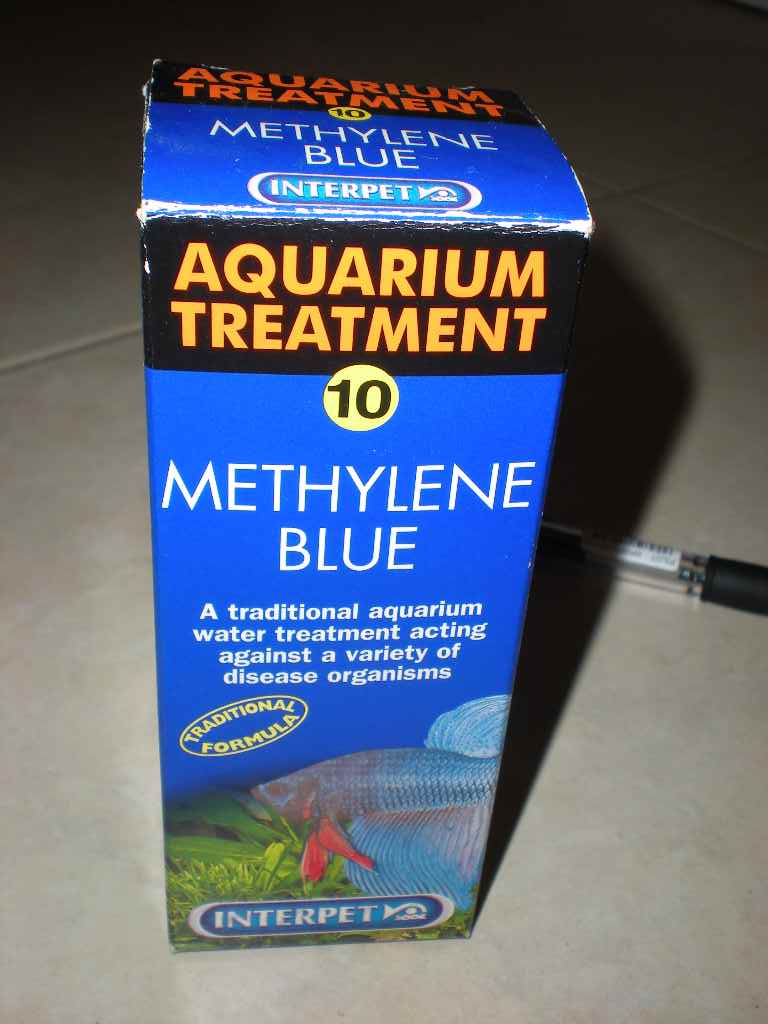 AQUARIUM
TREATMENT
10
METHYLENE
BLUE
INTERPET
AQUARIUM
TREATMENT
10
METHYLENE
BLUE
A traditional aquarium
water treatment acting
against a variety of
disease organisms
TRADITIONAL
FORMULA
INTERPET